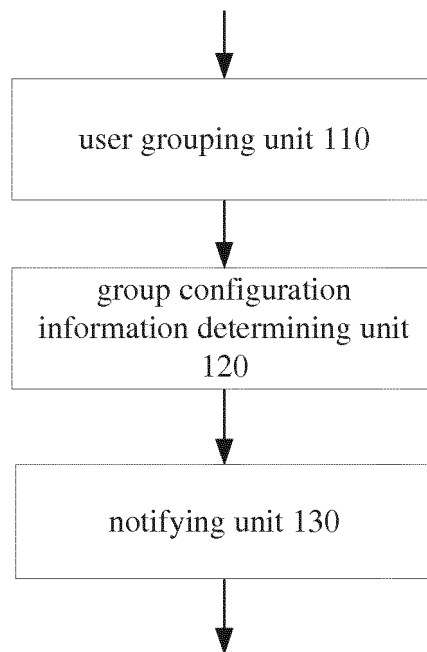 user grouping unit 110
group configuration
information determining unit
120
notifying unit 130